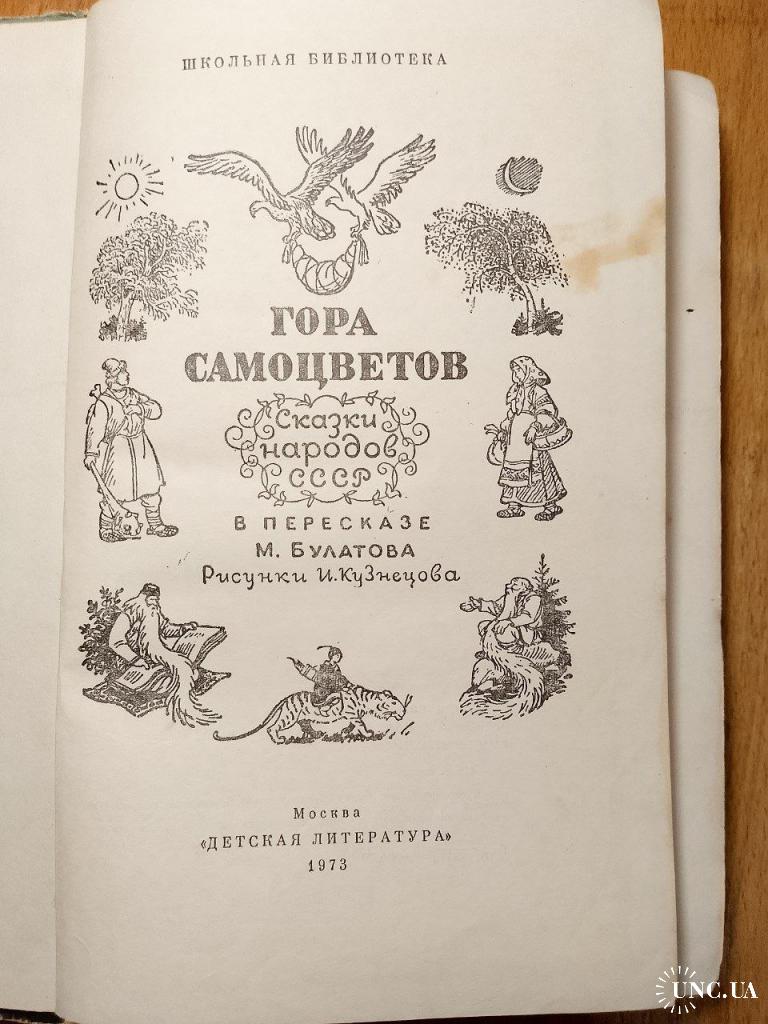 ШКОЛЬНАЯ БИБЛИОТЕКА
ГОРА
САМОЦВЕТОВ
Сказки
народов
СССР
В ПЕРЕСКАЗЕ
М. БУЛАТОВА
Рисунки И. Кузнецова
Москва
«ДЕТСКАЯ ЛИТЕРАТУРА»
1973
UNC.UA